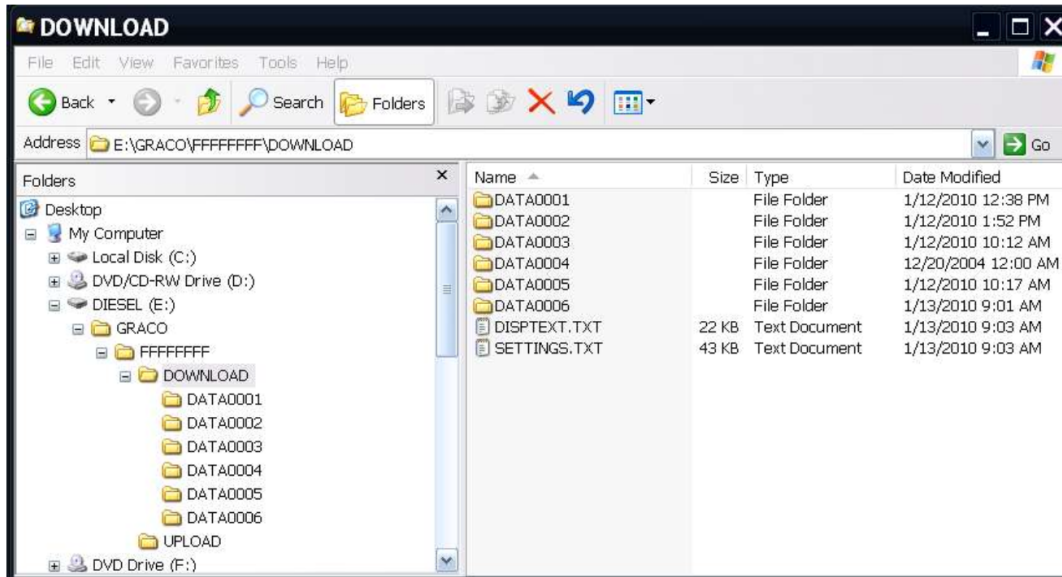 DOWNLOAD
File Edit View Favorites Tools Help
Back Search Folders
Address E:\GRACO\FFFFFFFF\DOWNLOAD Go
Folders
Desktop
My Computer
Local Disk (C:)
DVD/CD-RW Drive (D:)
DIESEL (E:)
GRACO
FFFFFFFF
DOWNLOAD
DATA0001
DATA0002
DATA0003
DATA0004
DATA0005
DATA0006
UPLOAD
DVD Drive (F:)
Name Size Type Date Modified
DATA0001 File Folder 1/12/2010 12:38 PM
DATA0002 File Folder 1/12/2010 1:52 PM
DATA0003 File Folder 1/12/2010 10:12 AM
DATA0004 File Folder 12/20/2004 12:00 AM
DATA0005 File Folder 1/12/2010 10:17 AM
DATA0006 File Folder 1/13/2010 9:01 AM
DISPTEXT.TXT 22 KB Text Document 1/13/2010 9:03 AM
SETTINGS.TXT 43 KB Text Document 1/13/2010 9:03 AM